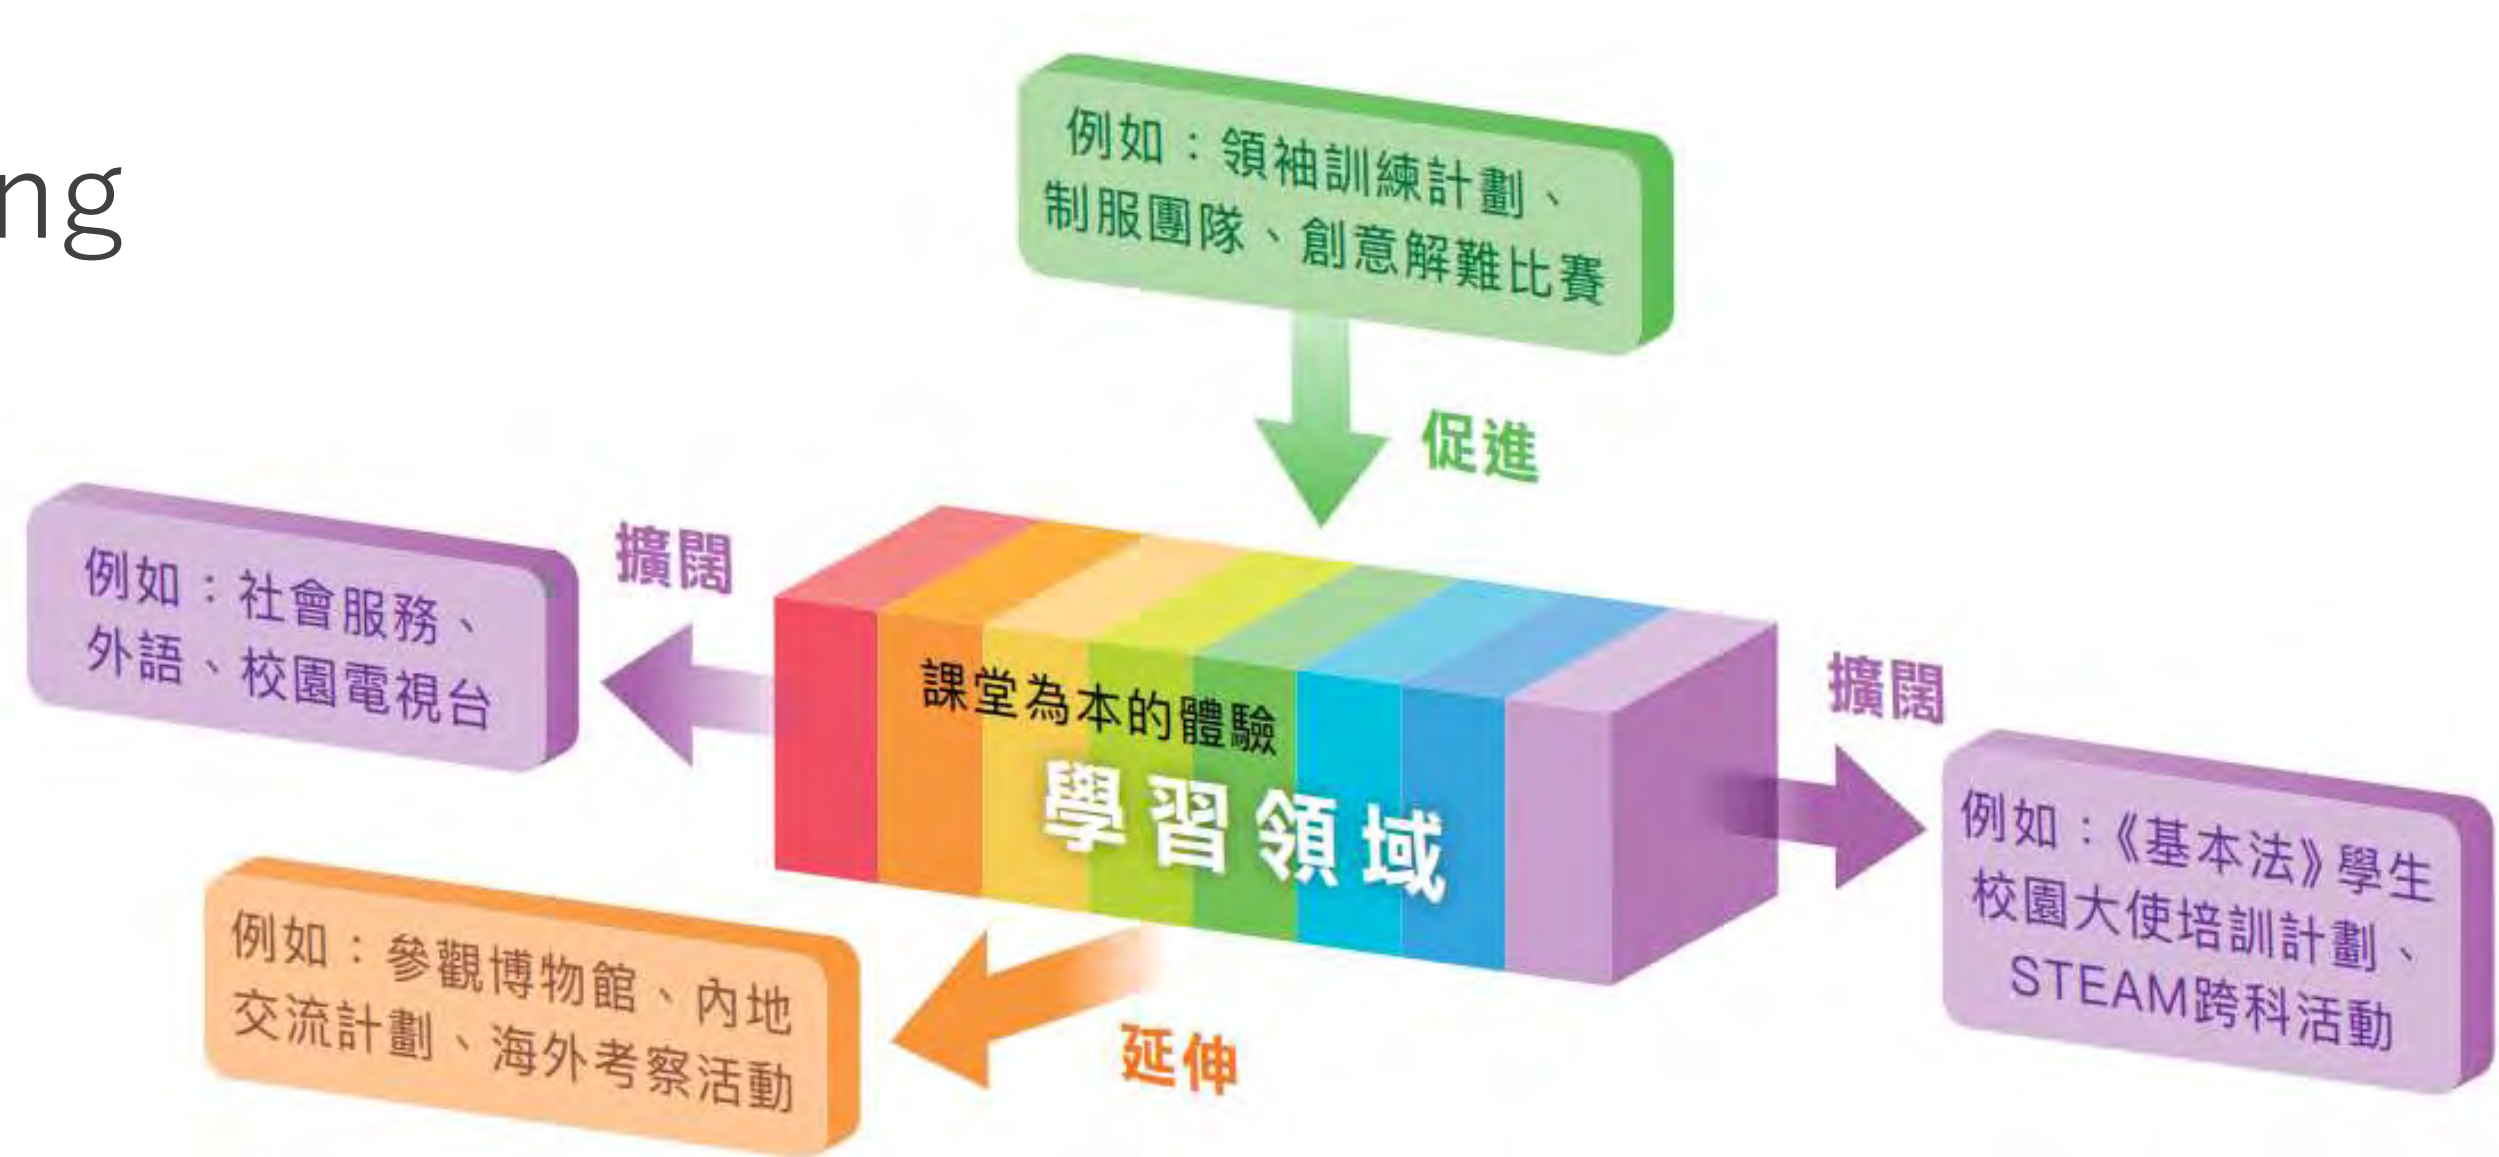 ng
例如：領袖訓練計劃、
制服團隊、創意解難比賽
促進
擴闊
例如：社會服務、
外語、校園電視台
課堂為本的體驗
學習領域
擴闊
例如：《基本法》學生
校園大使培訓計劃、
STEAM跨科活動
例如：參觀博物館、內地
交流計劃、海外考察活動
延伸